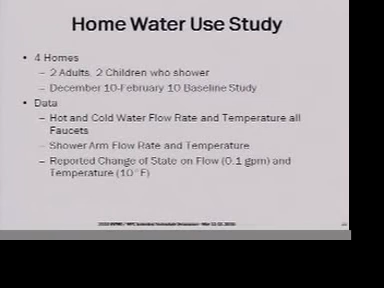 Home Water Use Study
• 4 Homes
– 2 Adults, 2 Children who shower
– December 10-February 10 Baseline Study
• Data
– Hot and Cold Water Flow Rate and Temperature all
Faucets
– Shower Arm Flow Rate and Temperature
– Reported Change of State on Flow (0.1 gpm) and
Temperature (10°F)